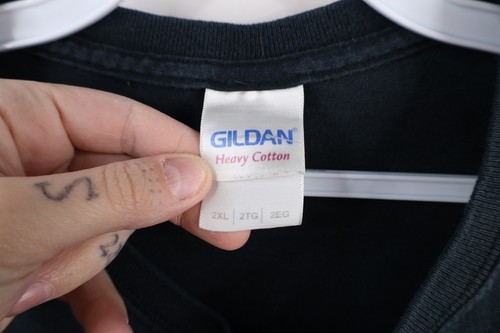 GILDAN®
Heavy Cotton
2XL | 2TG | 2EG